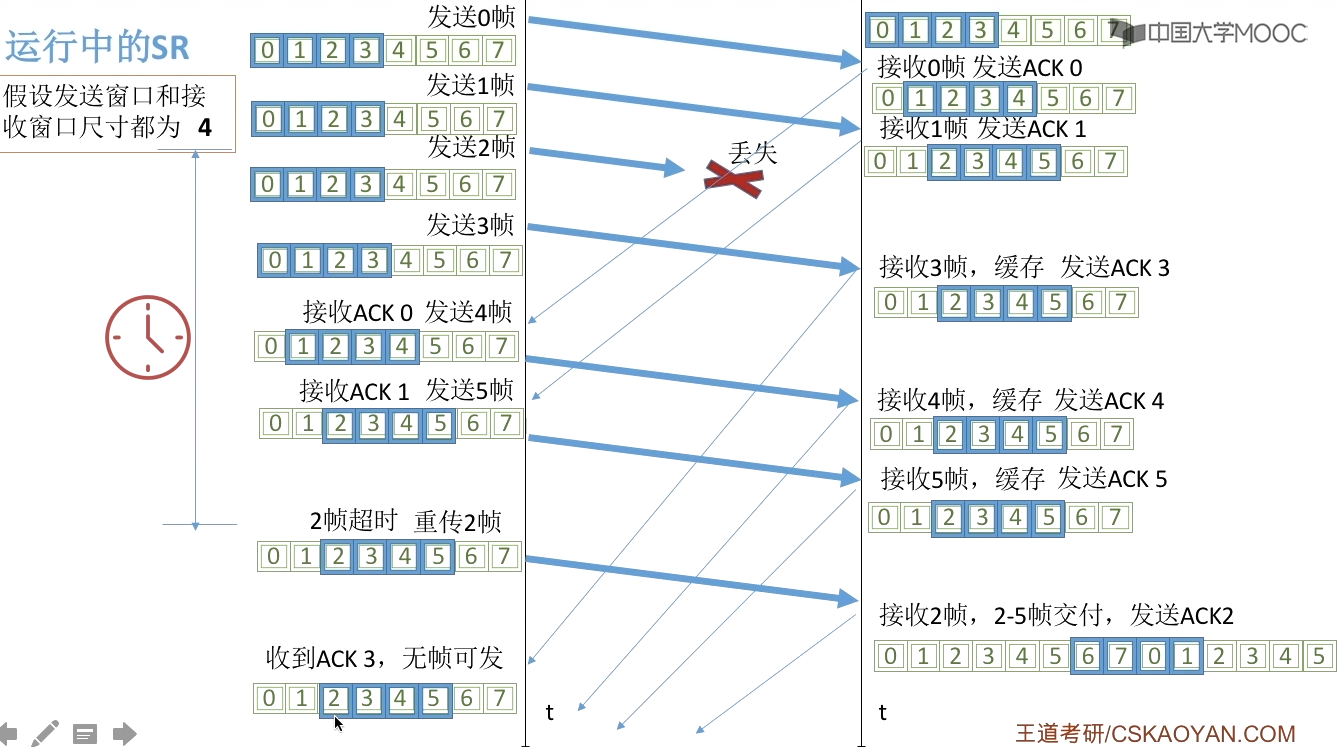 运行中的SR
假设发送窗口和接
收窗口尺寸都为 4
发送0帧
0 1 2 3 4 5 6 7
发送1帧
0 1 2 3 4 5 6 7
发送2帧
0 1 2 3 4 5 6 7
发送3帧
0 1 2 3 4 5 6 7
接收ACK 0 发送4帧
0 1 2 3 4 5 6 7
接收ACK 1 发送5帧
0 1 2 3 4 5 6 7
2帧超时 重传2帧
0 1 2 3 4 5 6 7
收到ACK 3，无帧可发
0 1 2 3 4 5 6 7
丢失
t
0 1 2 3 4 5 6 7
中国大学MOOC
接收0帧 发送ACK 0
0 1 2 3 4 5 6 7
接收1帧 发送ACK 1
0 1 2 3 4 5 6 7
接收3帧，缓存 发送ACK 3
0 1 2 3 4 5 6 7
接收4帧，缓存 发送ACK 4
0 1 2 3 4 5 6 7
接收5帧，缓存 发送ACK 5
0 1 2 3 4 5 6 7
接收2帧，2-5帧交付，发送ACK2
0 1 2 3 4 5 6 7 0 1 2 3 4 5
t
王道考研/CSKAOYAN.COM